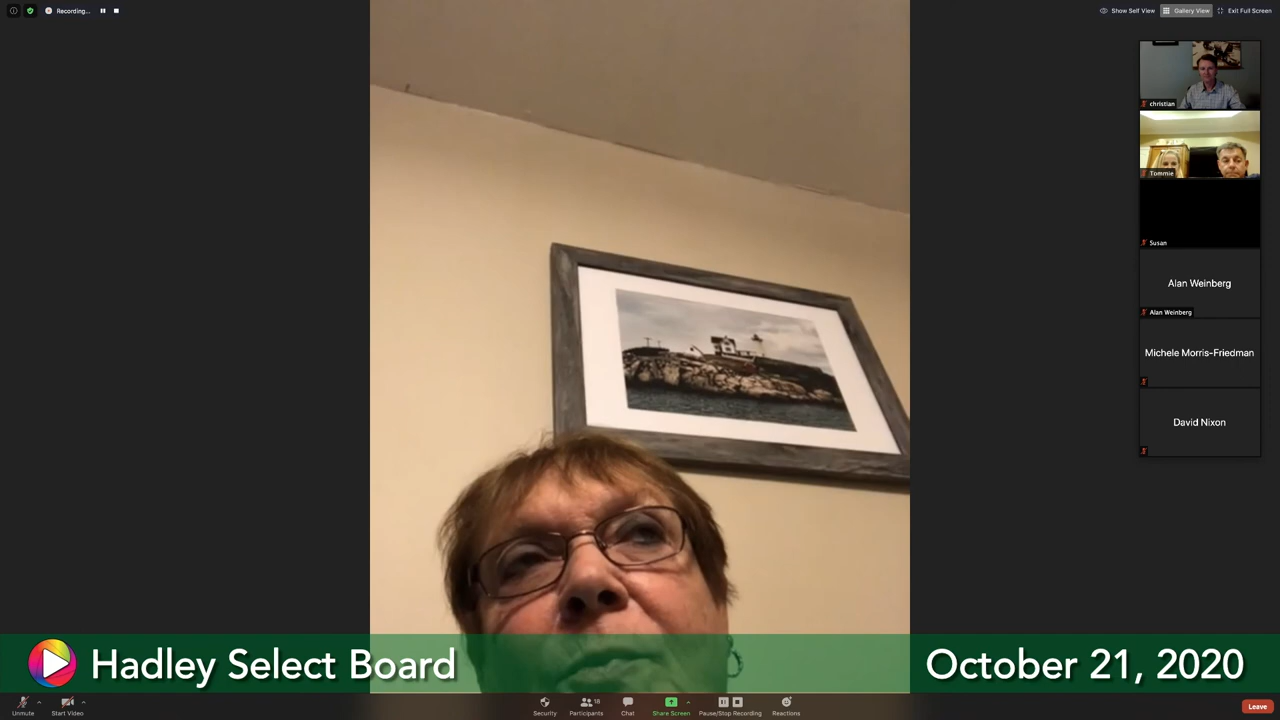 Recording...
Show Self View
Gallery View
Exit Full Screen
christian
Tommie
Susan
Alan Weinberg
Alan Weinberg
Michele Morris-Friedman
David Nixon
Hadley Select Board
October 21, 2020
Unmute
Start Video
Security
Participants
18
Chat
Share Screen
Pause/Stop Recording
Reactions
Leave